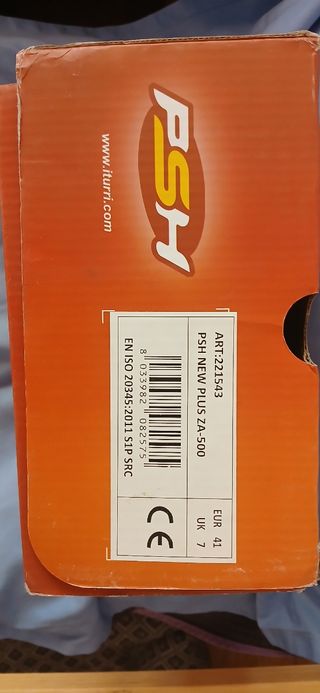 PSH
www.iturri.com
ART:221543
PSH NEW PLUS ZA-500
EUR 41
UK 7
8 033982 082575
EN ISO 20345:2011 S1P SRC
CE